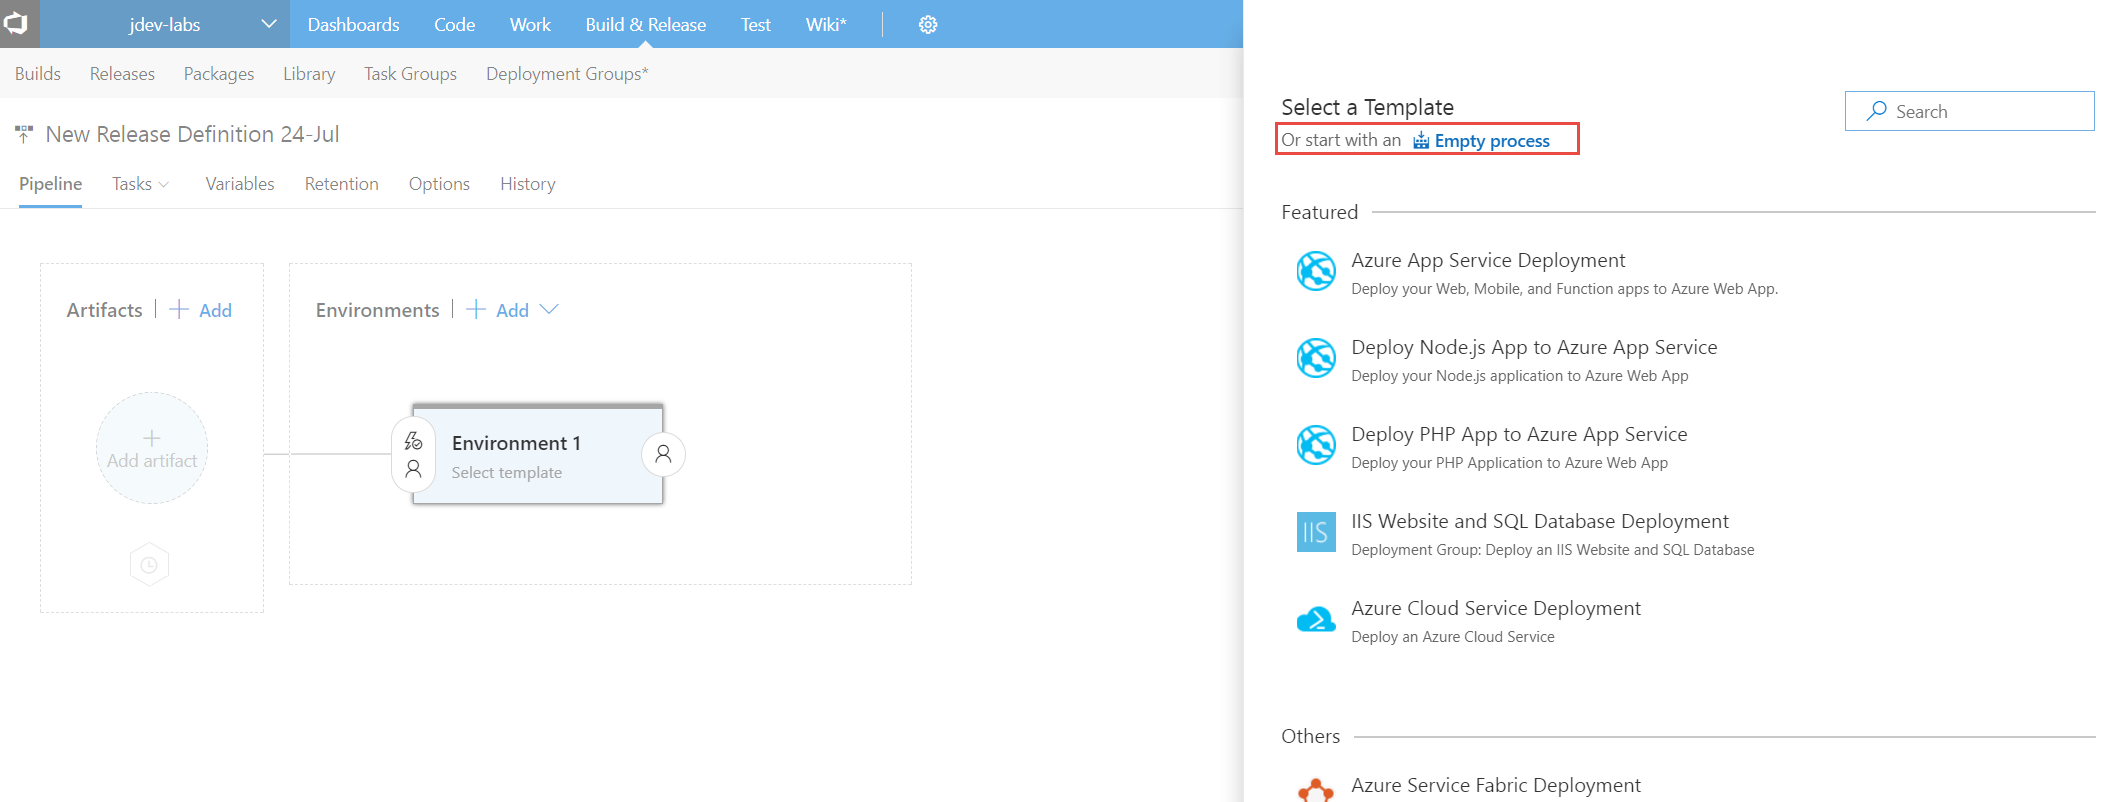 jdev-labs
Dashboards Code Work Build & Release Test Wiki*
Builds Releases Packages Library Task Groups Deployment Groups*
New Release Definition 24-Jul
Pipeline Tasks Variables Retention Options History
Artifacts | + Add
Add artifact
Environments | + Add
Environment 1
Select template
Select a Template
Search
Or start with an Empty process
Featured
Azure App Service Deployment
Deploy your Web, Mobile, and Function apps to Azure Web App.
Deploy Node.js App to Azure App Service
Deploy your Node.js application to Azure Web App
Deploy PHP App to Azure App Service
Deploy your PHP Application to Azure Web App
IIS
IIS Website and SQL Database Deployment
Deployment Group: Deploy an IIS Website and SQL Database
Azure Cloud Service Deployment
Deploy an Azure Cloud Service
Others
Azure Service Fabric Deployment